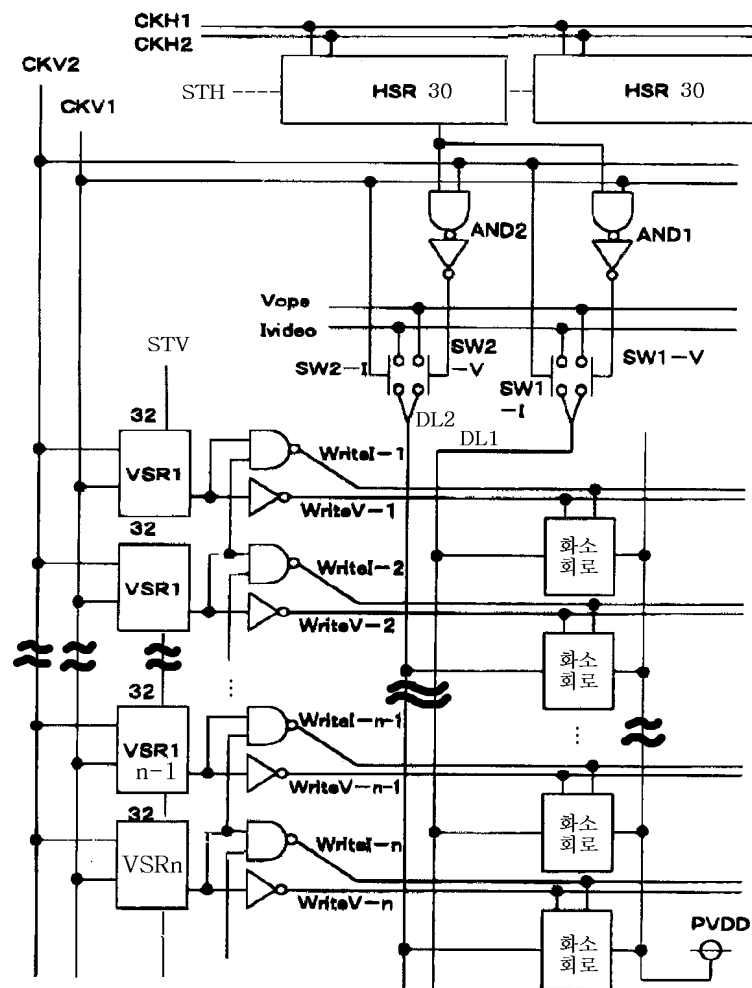 CKH1
CKH2
CKV2
CKV1
STH
HSR 30
HSR 30
AND2
AND1
Vope
Ivideo
STV
SW2-I
SW2
-V
SW1
-I
SW1-V
DL2
DL1
32
VSR1
WriteI-1
WriteV-1
화소
회로
32
VSR1
WriteI-2
WriteV-2
화소
회로
32
VSR1
n-1
WriteI-n-1
WriteV-n-1
화소
회로
32
VSRn
WriteI-n
WriteV-n
화소
회로
PVDD